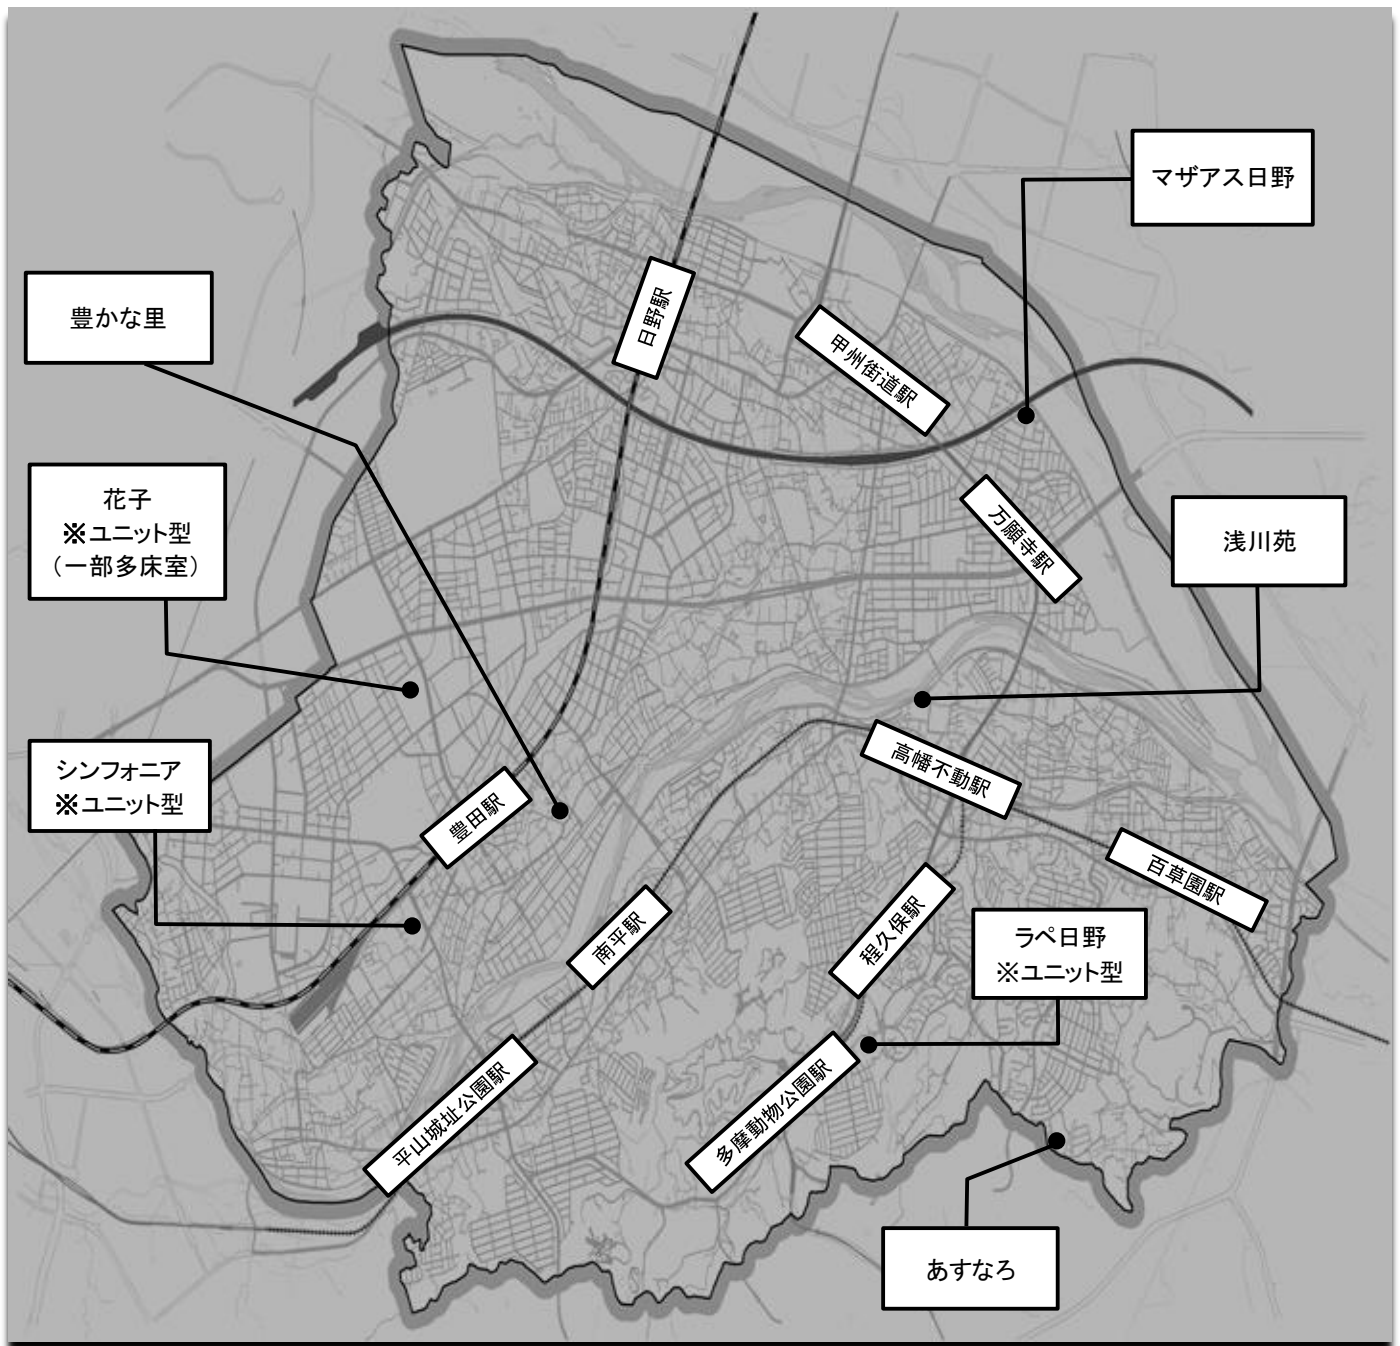 マザアス日野
豊かな里
日野駅
甲州街道駅
花子
※ユニット型
（一部多床室）
万願寺駅
浅川苑
シンフォニア
※ユニット型
高幡不動駅
豊田駅
百草園駅
程久保駅
南平駅
ラペ日野
※ユニット型
多摩動物公園駅
平山城址公園駅
あすなろ